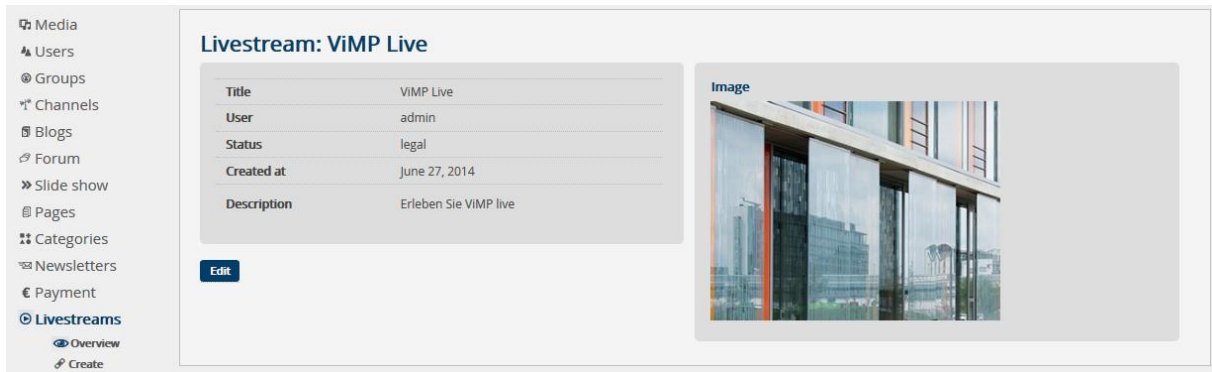 Media
Users
Groups
Channels
Blogs
Forum
Slide show
Pages
Categories
Newsletters
Payment
Livestreams
Overview
Create
Livestream: ViMP Live
Title ViMP Live
User admin
Status legal
Created at June 27, 2014
Description Erleben Sie ViMP live
Edit
Image